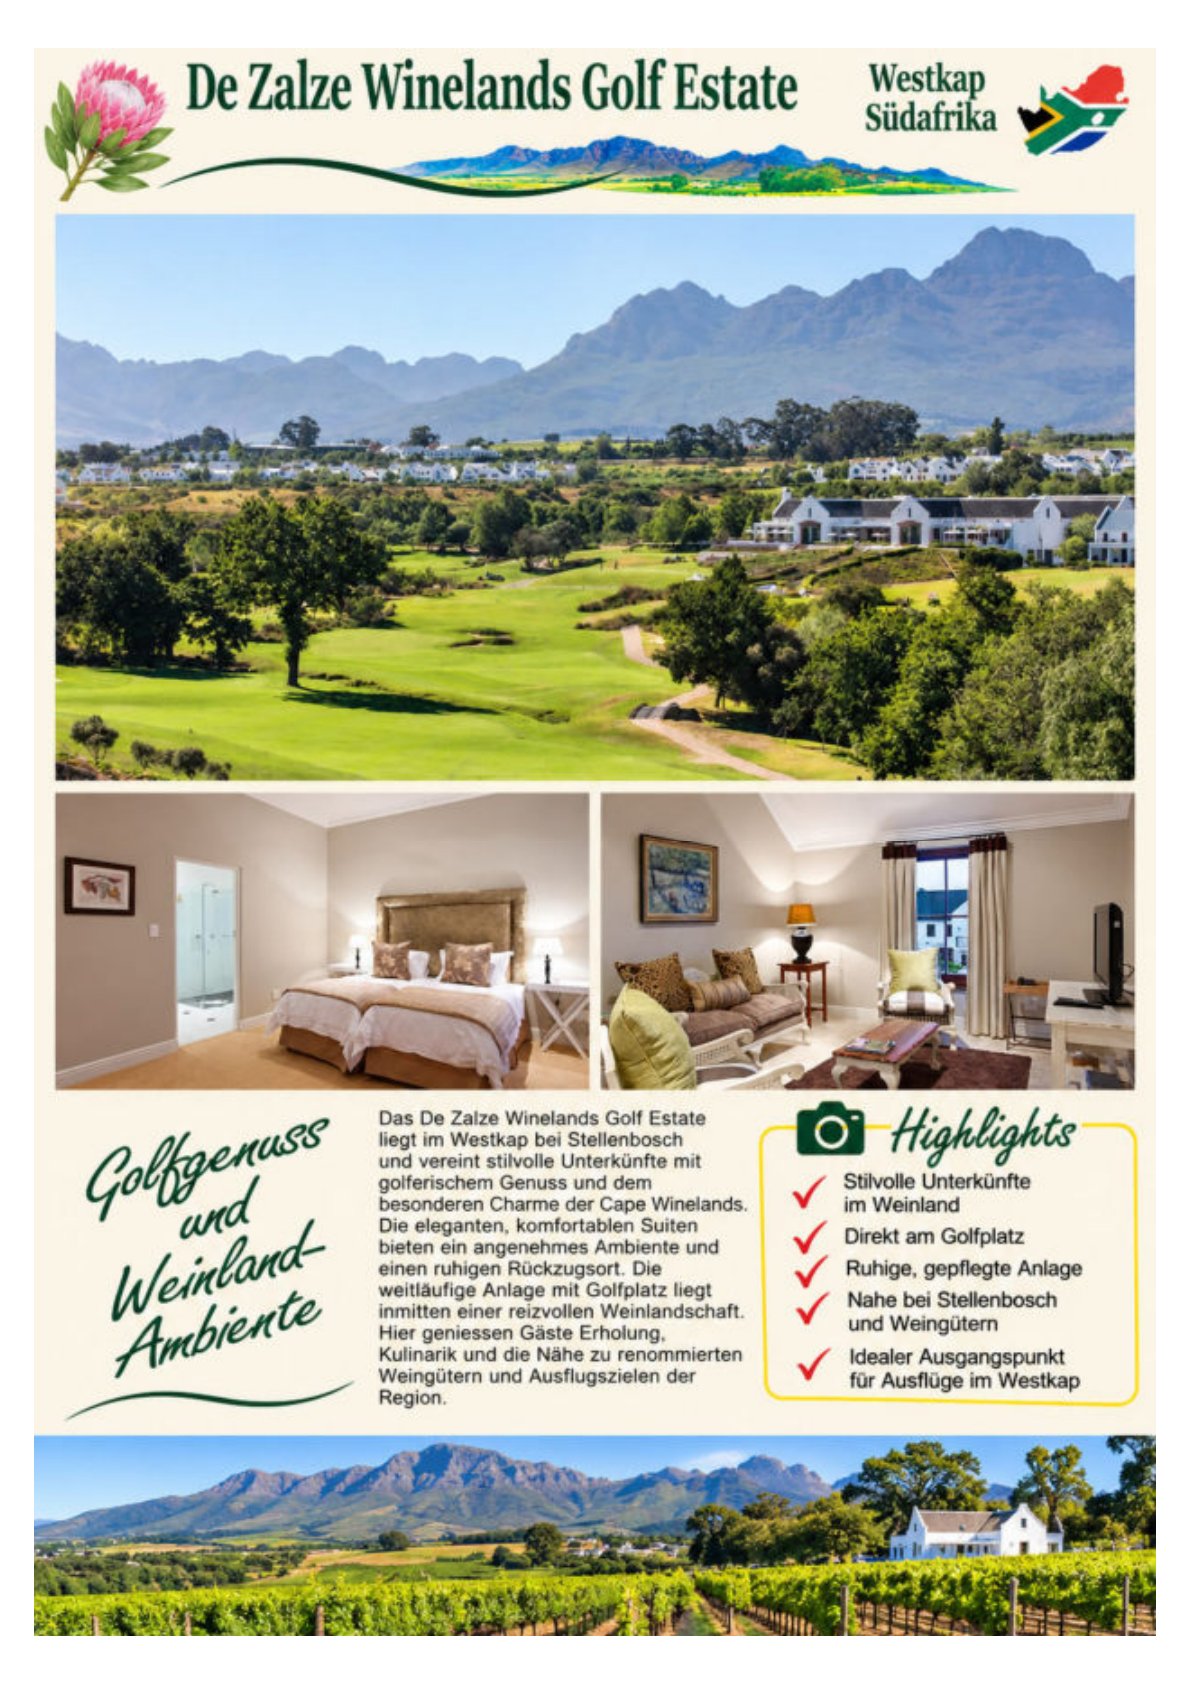 De Zalze Winelands Golf Estate
Westkap
Südafrika
Golfgenuss
und
Weinland-
Ambiente
Das De Zalze Winelands Golf Estate
liegt im Westkap bei Stellenbosch
und vereint stilvolle Unterkünfte mit
golferischem Genuss und dem
besonderen Charme der Cape Winelands.
Die eleganten, komfortablen Suiten
bieten ein angenehmes Ambiente und
einen ruhigen Rückzugsort. Die
weitläufige Anlage mit Golfplatz liegt
inmitten einer reizvollen Weinlandschaft.
Hier geniessen Gäste Erholung,
Kulinarik und die Nähe zu renommierten
Weingütern und Ausflugszielen der
Region.
Highlights
Stilvolle Unterkünfte
im Weinland
Direkt am Golfplatz
Ruhige, gepflegte Anlage
Nahe bei Stellenbosch
und Weingütern
Idealer Ausgangspunkt
für Ausflüge im Westkap